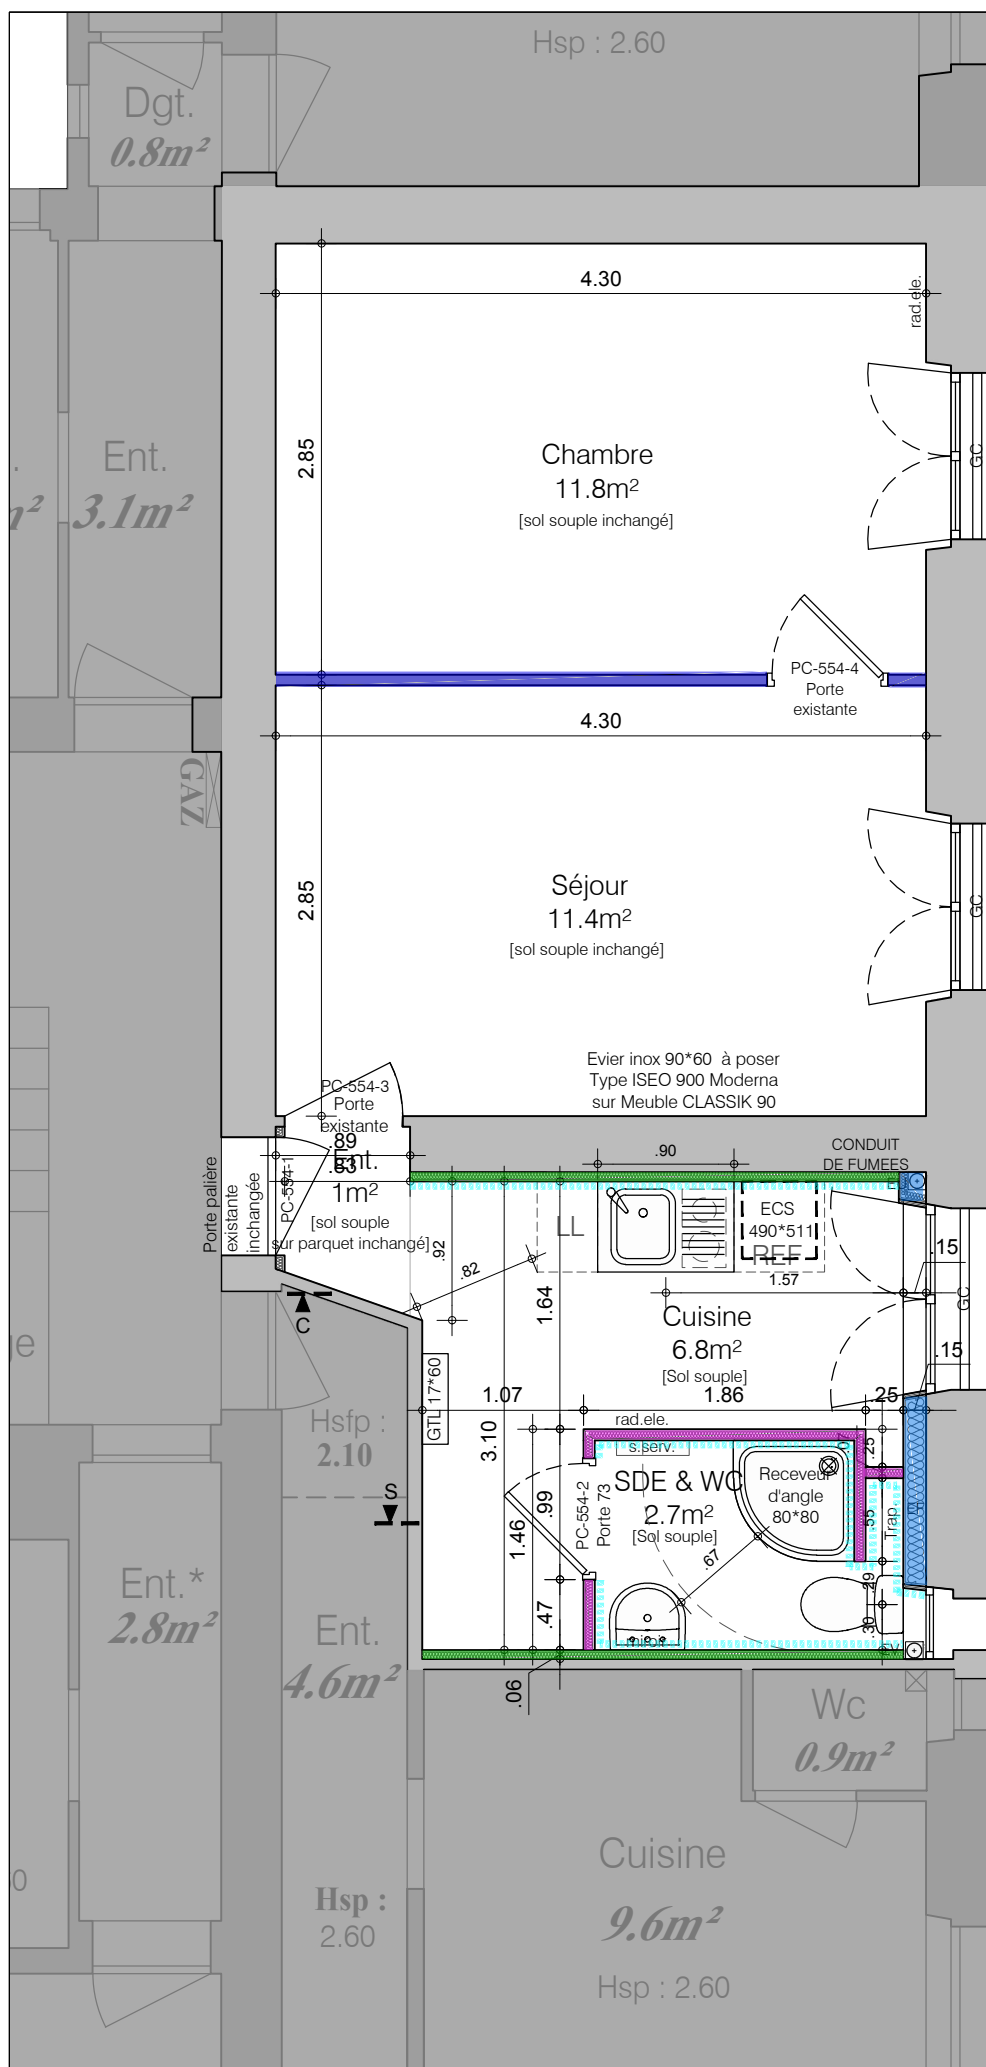 Hsp : 2.60
Dgt.
0.8m²
4.30
rad.ele.
2.85
Ent.
3.1m²
m²
Chambre
11.8m²
[sol souple inchangé]
GC
PC-554-4
Porte
existante
4.30
GAZ
2.85
Séjour
11.4m²
[sol souple inchangé]
GC
Evier inox 90*60 à poser
Type ISEO 900 Moderna
sur Meuble CLASSIK 90
PC-554-3
Porte
existante
.89
.83
Ent.
1m²
[sol souple
sur parquet inchangé]
PC-554-1
Porte palière
existante
inchangée
.90
CONDUIT
DE FUMEES
LL
ECS
490*511
REF
1.57
.15
.92
.82
1.64
GC
C
Cuisine
6.8m²
[Sol souple]
.15
ge
GTL 17*60
1.07
1.86
.25
rad.ele.
s.serv.
Hsfp :
2.10
3.10
.07
.25
SDE & WC
2.7m²
[Sol souple]
Receveur
d'angle
80*80
PC-554-2
Porte 73
.99
1.46
S
.55
Trap.
.67
.29
.47
.30
miroir
Ent.*
2.8m²
Ent.
4.6m²
.06
Wc
0.9m²
Cuisine
9.6m²
Hsp : 2.60
Hsp :
2.60